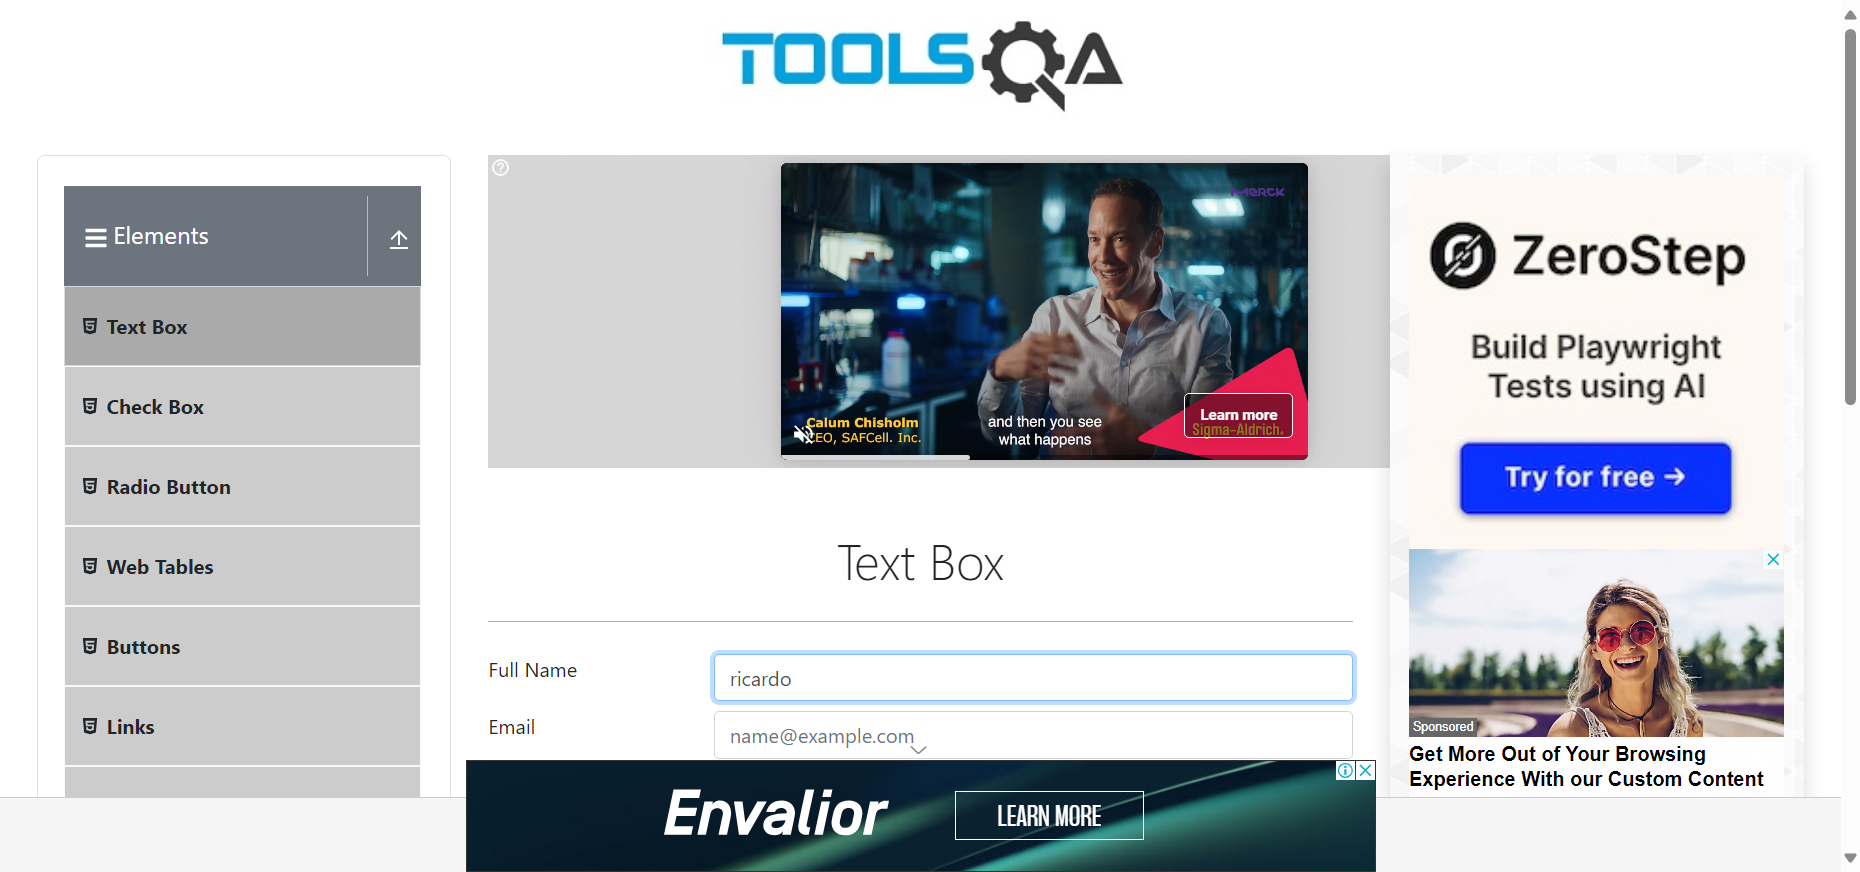 TOOLSQA
Elements
Text Box
Check Box
Radio Button
Web Tables
Buttons
Links
MERCK
Calum Chisholm
CEO, SAFCell. Inc.
and then you see
what happens
Learn more
Sigma-Aldrich.
Text Box
Full Name
ricardo
Email
name@example.com
Envalior
LEARN MORE
ZeroStep
Build Playwright
Tests using AI
Try for free →
Sponsored
Get More Out of Your Browsing
Experience With our Custom Content